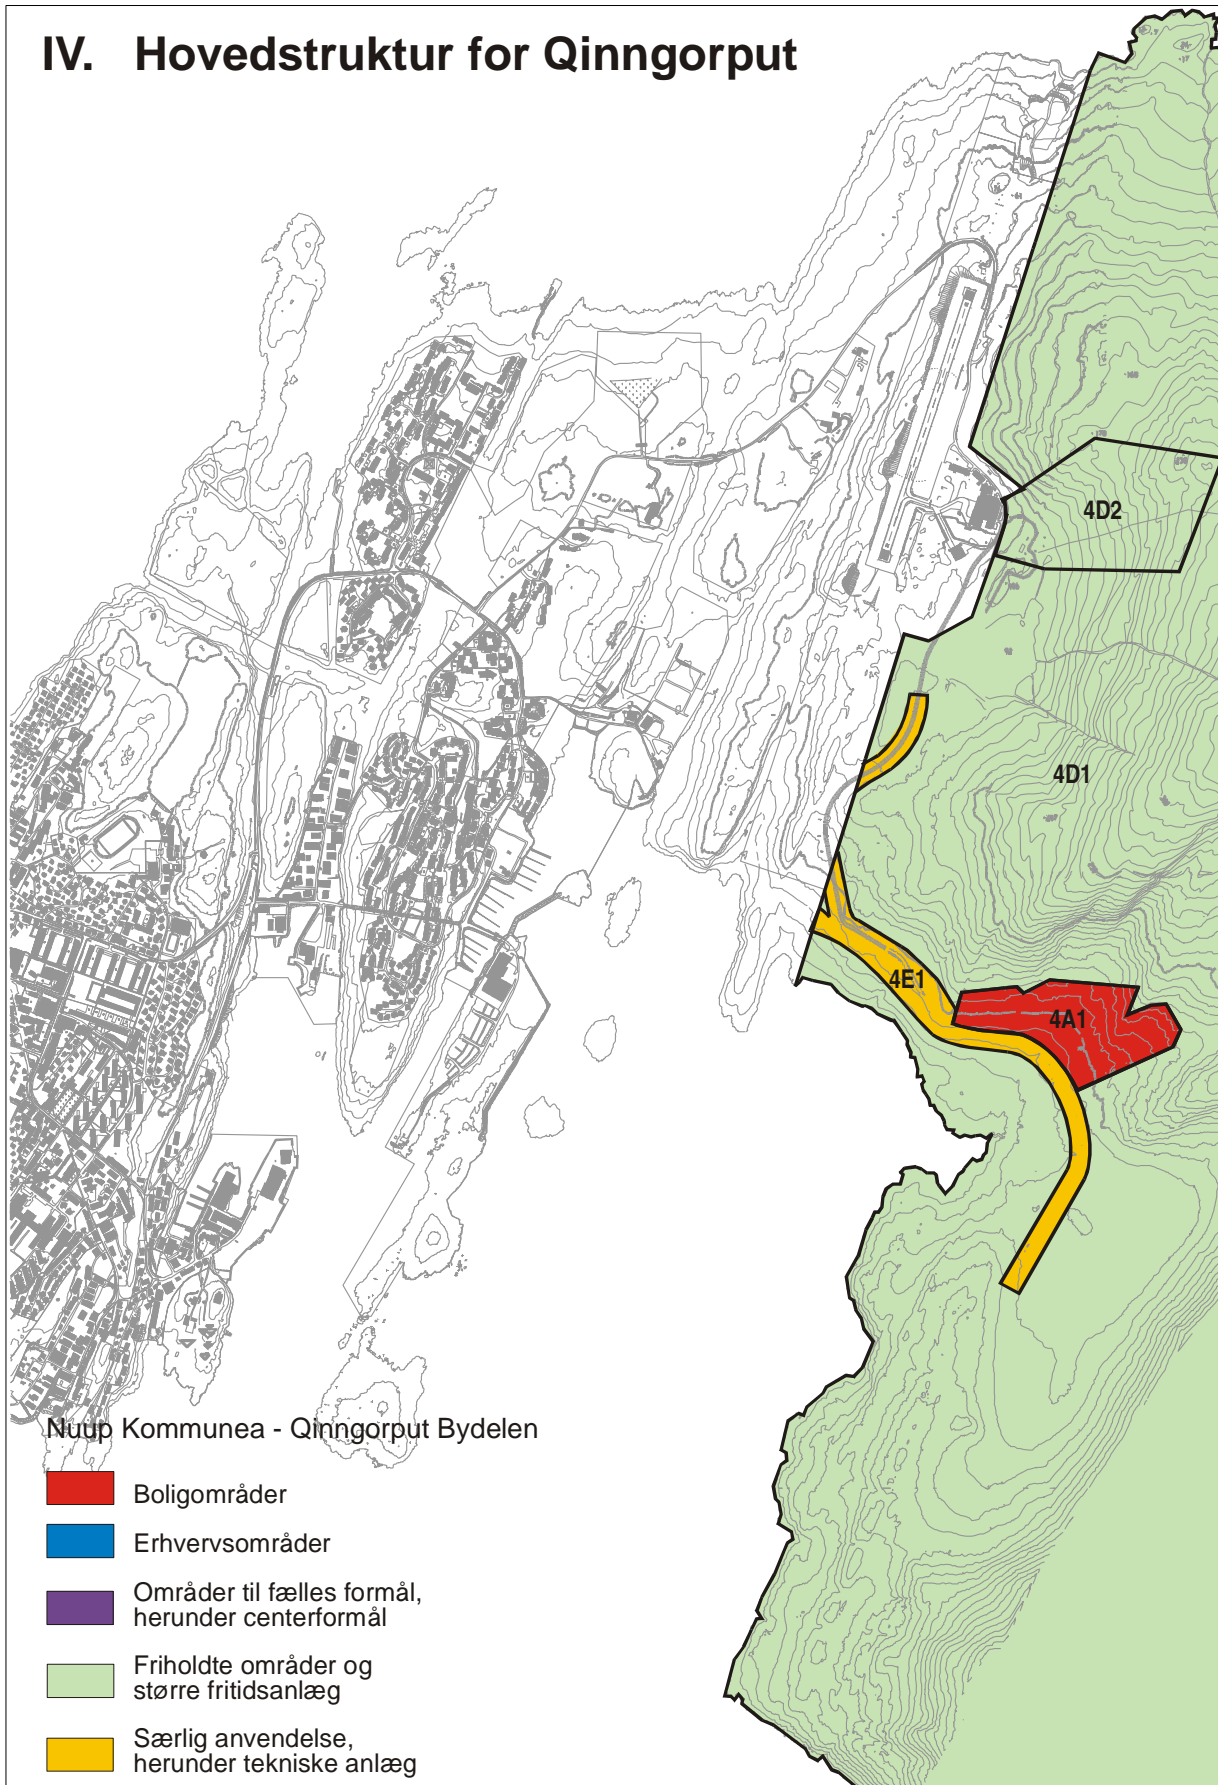 IV. Hovedstruktur for Qinngorput
4D2
4D1
4E1
4A1
Nuup Kommunea - Qinngorput Bydelen
Boligområder
Erhvervsområder
Områder til fælles formål,
herunder centerformål
Friholdte områder og
større fritidsanlæg
Særlig anvendelse,
herunder tekniske anlæg